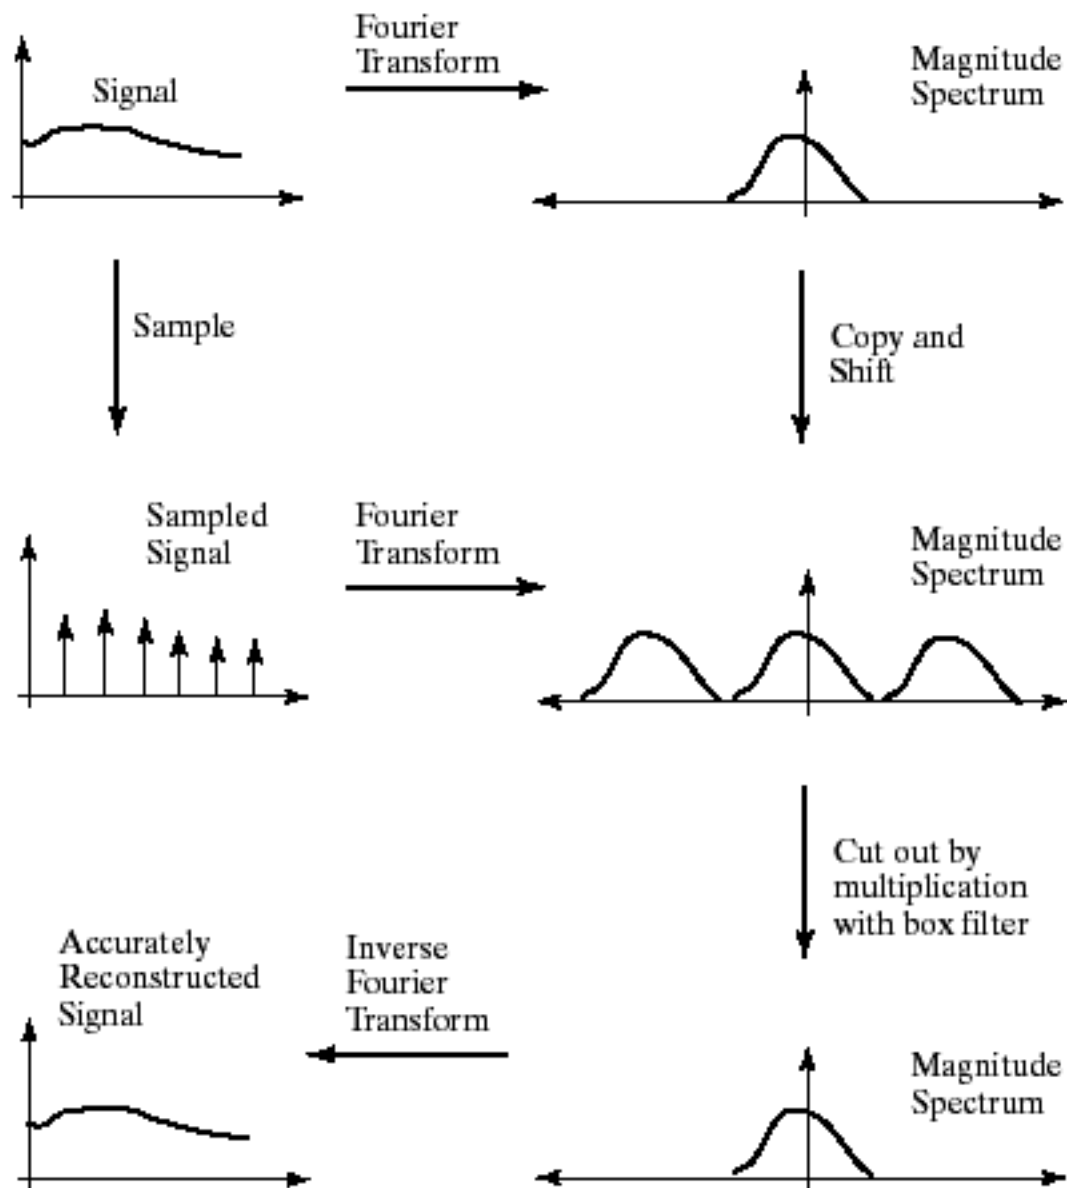 Fourier
Transform
Magnitude
Spectrum
Signal
Sample
Copy and
Shift
Sampled
Signal
Fourier
Transform
Magnitude
Spectrum
Cut out by
multiplication
with box filter
Accurately
Reconstructed
Signal
Inverse
Fourier
Transform
Magnitude
Spectrum